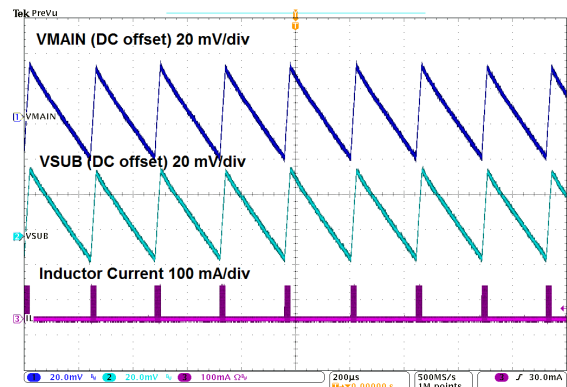 Tek PreVu
VMAIN (DC offset) 20 mV/div
1 VMAIN
VSUB (DC offset) 20 mV/div
2 VSUB
Inductor Current 100 mA/div
3 IL
1 20.0mV 2 20.0mV 3 100mA Ω
200µs
500MS/s
1M points
3 30.0mA